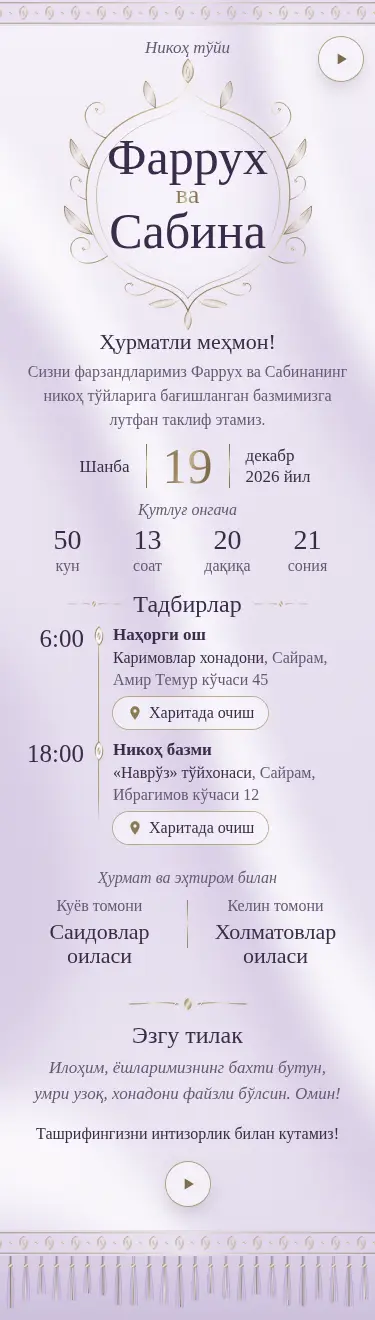 Никоҳ тўйи
Фаррух
ва
Сабина
Ҳурматли меҳмон!
Сизни фарзандларимиз Фаррух ва Сабинанинг
никоҳ тўйларига бағишланган базмимизга
лутфан таклиф этамиз.
Шанба
19
декабр
2026 йил
Қутлуғ онгача
50 13 20 21
кун соат дақиқа сония
Тадбирлар
6:00 Наҳорги ош
Каримовлар хонадони, Сайрам,
Амир Темур кўчаси 45
Харитада очиш
18:00 Никоҳ базми
«Наврўз» тўйхонаси, Сайрам,
Ибрагимов кўчаси 12
Харитада очиш
Ҳурмат ва эҳтиром билан
Куёв томони
Саидовлар
оиласи
Келин томони
Холматовлар
оиласи
Эзгу тилак
Илоҳим, ёшларимизнинг бахти бутун,
умри узоқ, хонадони файзли бўлсин. Омин!
Ташрифингизни интизорлик билан кутамиз!